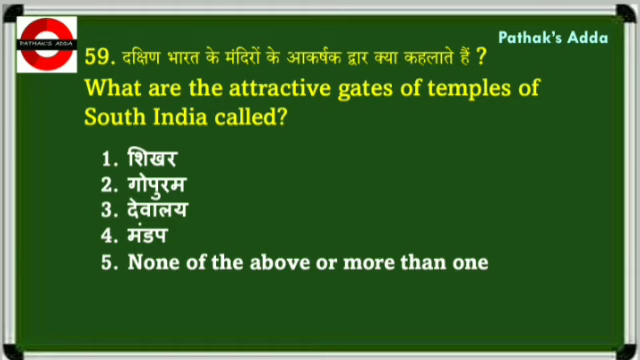 PATHAK'S ADDA
Pathak's Adda
59. दक्षिण भारत के मंदिरों के आकर्षक द्वार क्या कहलाते हैं ?
What are the attractive gates of temples of
South India called?
1. शिखर
2. गोपुरम
3. देवालय
4. मंडप
5. None of the above or more than one